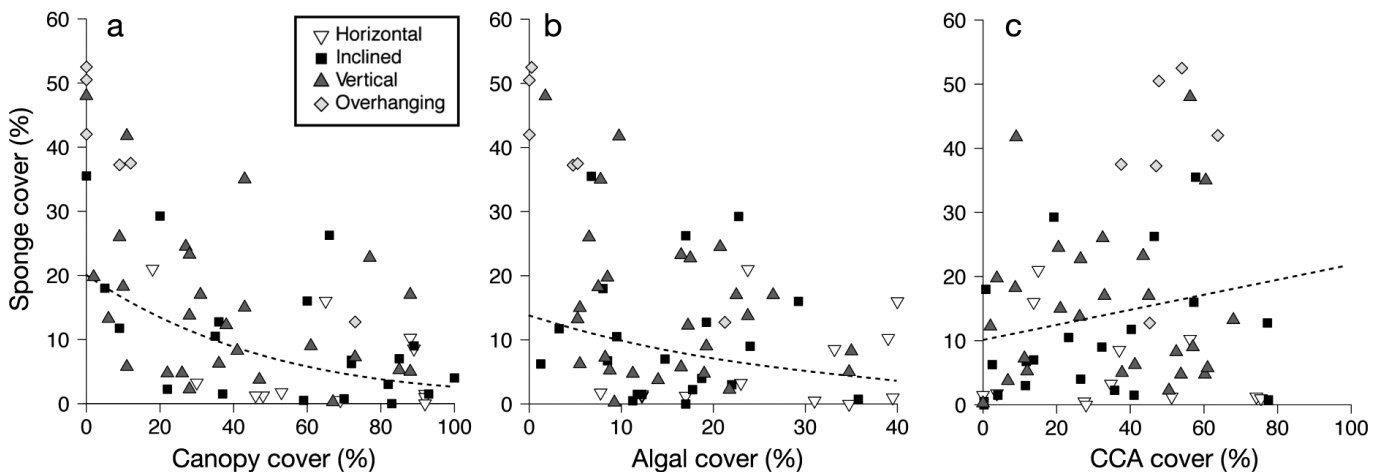 a
b
c
Horizontal
Inclined
Vertical
Overhanging
Sponge cover (%)
60
50
40
30
20
10
0
60
50
40
30
20
10
0
60
50
40
30
20
10
0
0 20 40 60 80 100
0 10 20 30 40
0 20 40 60 80 100
Canopy cover (%)
Algal cover (%)
CCA cover (%)